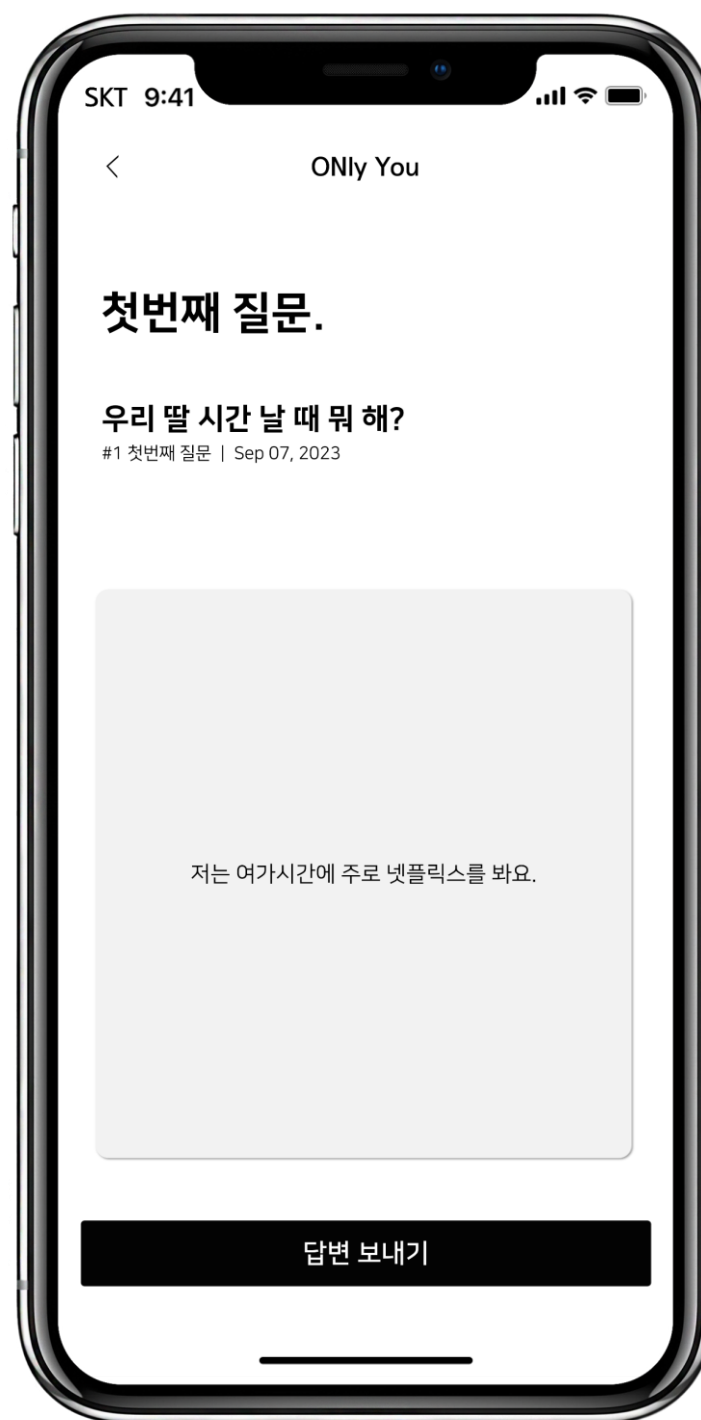 SKT 9:41
ONly You
첫번째 질문.
우리 딸 시간 날 때 뭐 해?
#1 첫번째 질문 | Sep 07, 2023
저는 여가시간에 주로 넷플릭스를 봐요.
답변 보내기